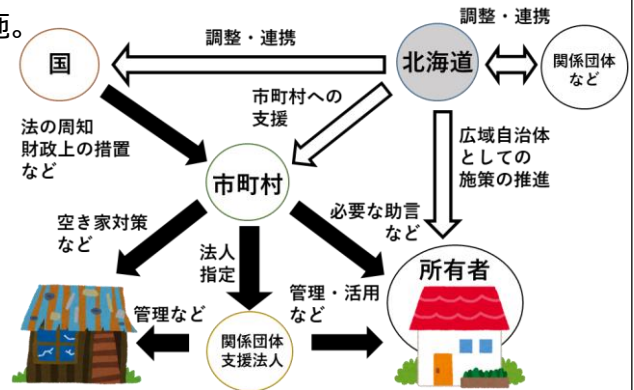 施。
調整・連携
調整・連携
国
北海道
関係団体
など
市町村への
支援
法の周知
財政上の措置
など
広域自治体
としての
施策の推進
市町村
必要な助言
など
空き家対策
など
法人
指定
所有者
管理・活用
など
管理など
関係団体
支援法人